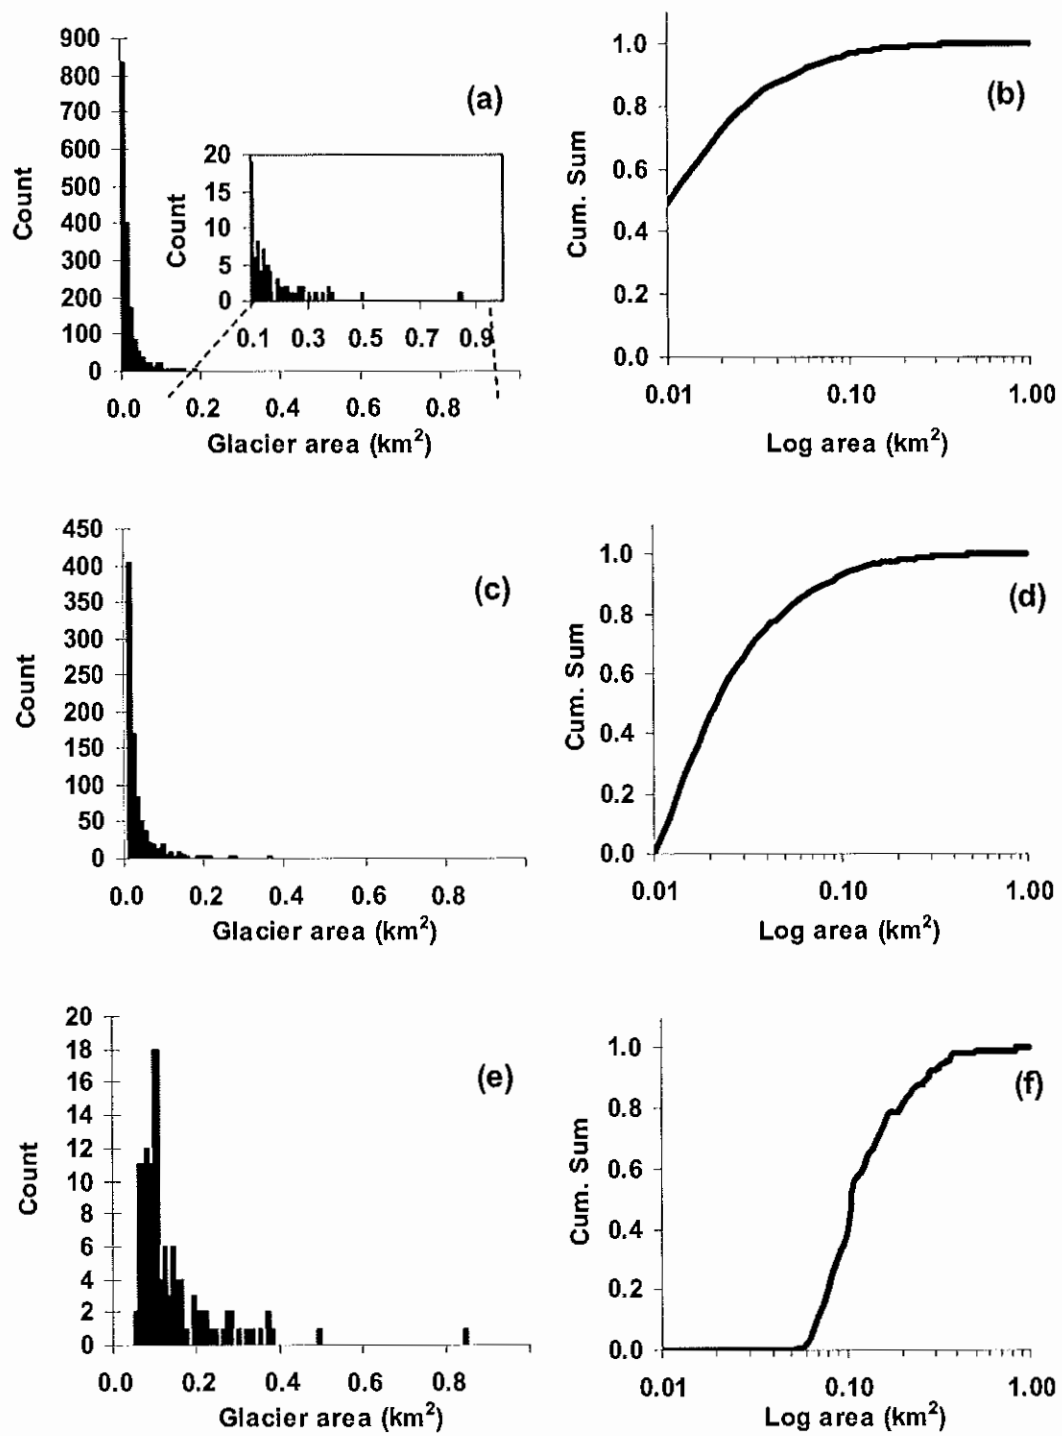 900
800
700
600
500
400
300
200
100
0
Count
(a)
20
15
10
5
0
Count
0.1 0.3 0.5 0.7 0.9
0.0 0.2 0.4 0.6 0.8
Glacier area (km²)
1.0
0.8
0.6
0.4
0.2
0.0
Cum. Sum
(b)
0.01 0.10 1.00
Log area (km²)
450
400
350
300
250
200
150
100
50
0
Count
(c)
0.0 0.2 0.4 0.6 0.8
Glacier area (km²)
1.0
0.8
0.6
0.4
0.2
0.0
Cum. Sum
(d)
0.01 0.10 1.00
Log area (km²)
20
18
16
14
12
10
8
6
4
2
0
Count
(e)
0.0 0.2 0.4 0.6 0.8
Glacier area (km²)
1.0
0.8
0.6
0.4
0.2
0.0
Cum. Sum
(f)
0.01 0.10 1.00
Log area (km²)